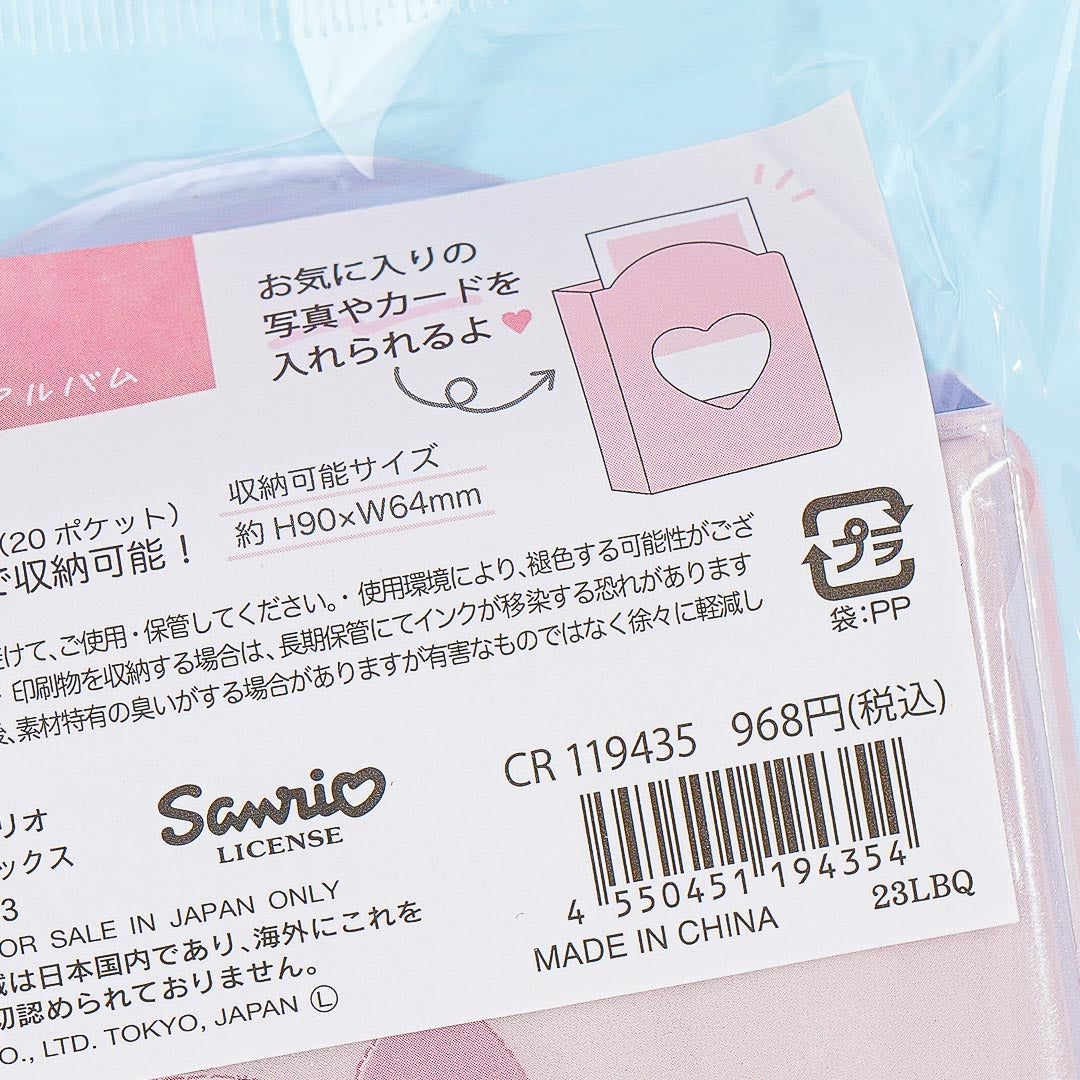 お気に入りの
写真やカードを
入れられるよ
アルバム
収納可能サイズ
約 H90×W64mm
(20 ポケット)
で収納可能！
けて、ご使用・保管してください。・使用環境により、褪色する可能性がござ
・印刷物を収納する場合は、長期保管にてインクが移染する恐れがあります
、素材特有の臭いがする場合がありますが有害なものではなく徐々に軽減し
プラ
袋:PP
CR 119435 968円(税込)
4 550451 194354
23LBQ
MADE IN CHINA
リオ
ックス
Sanrio
LICENSE
3
OR SALE IN JAPAN ONLY
域は日本国内であり、海外にこれを
切認められておりません。
O., LTD. TOKYO, JAPAN Ⓛ